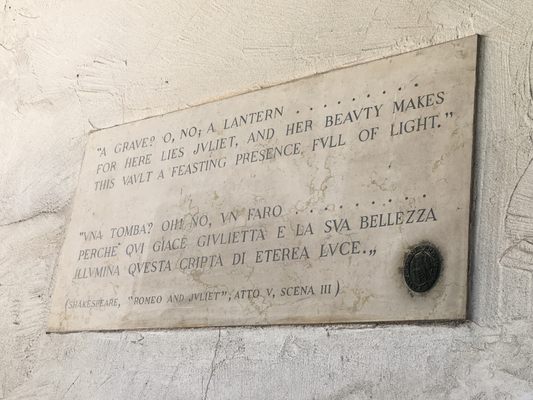 "A GRAVE? O, NO; A LANTERN . . . . . . . . . .
FOR HERE LIES JVLIET, AND HER BEAVTY MAKES
THIS VAVLT A FEASTING PRESENCE FVLL OF LIGHT."
"VNA TOMBA? OH! NO, VN FARO . . . . . . . . . .
PERCHE' QVI GIACE GIVLIETTA E LA SVA BELLEZZA
ILLVMINA QVESTA CRIPTA DI ETEREA LVCE.„
(SHAKESPEARE, "ROMEO AND JVLIET", ATTO V, SCENA III)